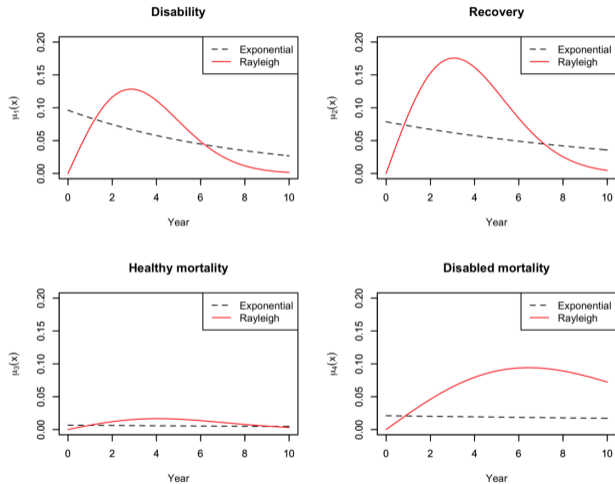 Disability
μ₁(x)
0.00 0.05 0.10 0.15 0.20
Exponential
Rayleigh
0 2 4 6 8 10
Year
Recovery
μ₂(x)
0.00 0.05 0.10 0.15 0.20
Exponential
Rayleigh
0 2 4 6 8 10
Year
Healthy mortality
μ₃(x)
0.00 0.05 0.10 0.15 0.20
Exponential
Rayleigh
0 2 4 6 8 10
Year
Disabled mortality
μ₄(x)
0.00 0.05 0.10 0.15 0.20
Exponential
Rayleigh
0 2 4 6 8 10
Year